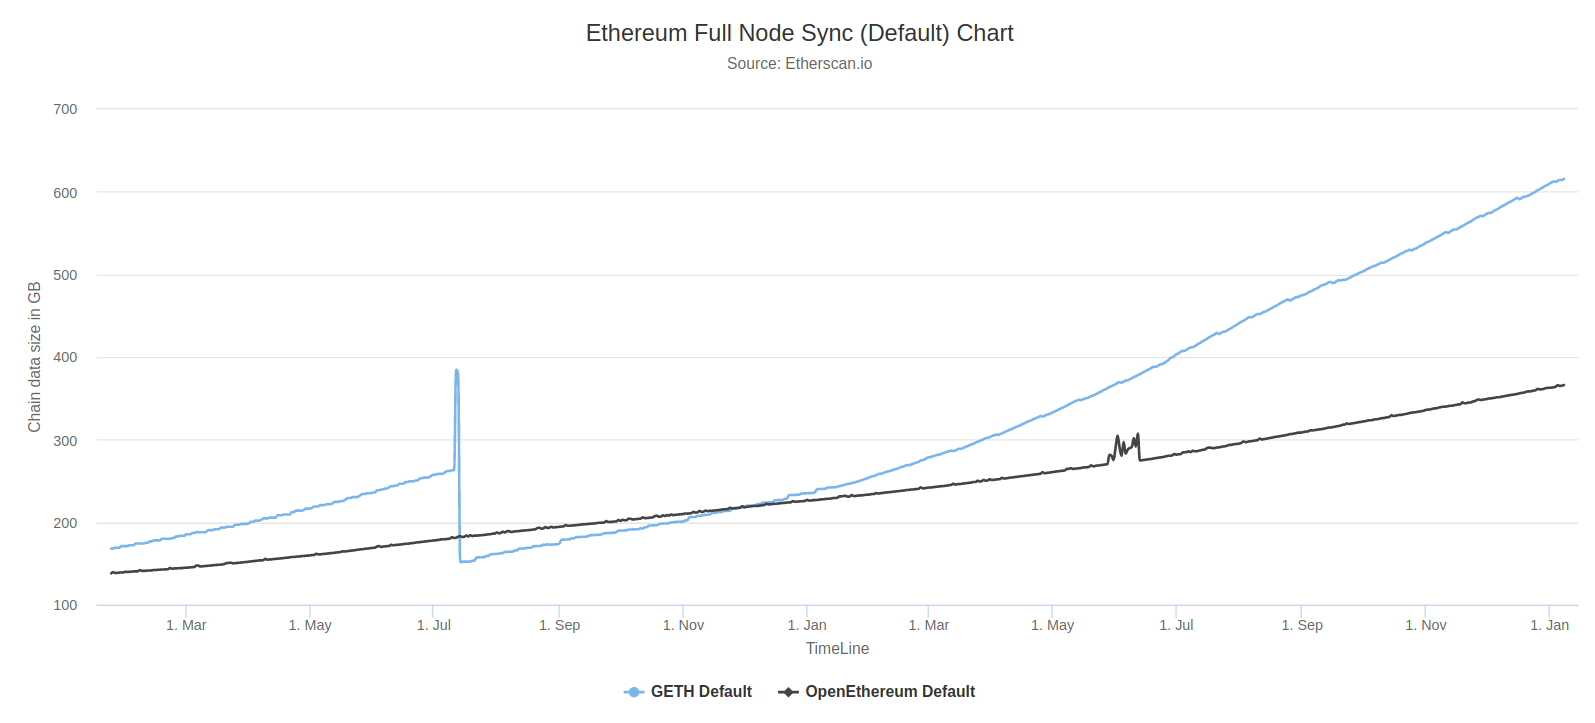 Ethereum Full Node Sync (Default) Chart
Source: Etherscan.io
Chain data size in GB
700
600
500
400
300
200
100
1. Mar
1. May
1. Jul
1. Sep
1. Nov
1. Jan
1. Mar
1. May
1. Jul
1. Sep
1. Nov
1. Jan
TimeLine
GETH Default
OpenEthereum Default